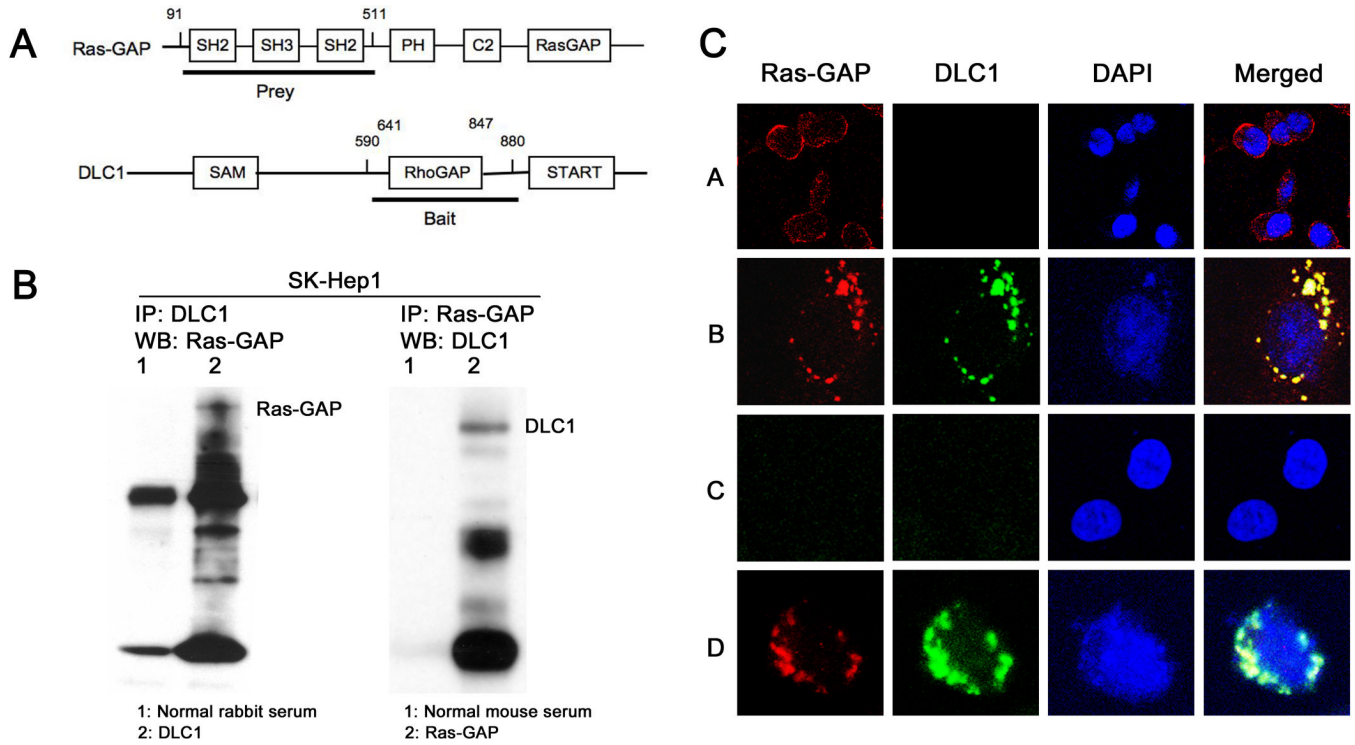 A
91
511
Ras-GAP
SH2
SH3
SH2
PH
C2
RasGAP
Prey
590
641
847
880
DLC1
SAM
RhoGAP
START
Bait
B
SK-Hep1
IP: DLC1
WB: Ras-GAP
1 2
Ras-GAP
1: Normal rabbit serum
2: DLC1
IP: Ras-GAP
WB: DLC1
1 2
DLC1
1: Normal mouse serum
2: Ras-GAP
C
Ras-GAP DLC1 DAPI Merged
A
B
C
D